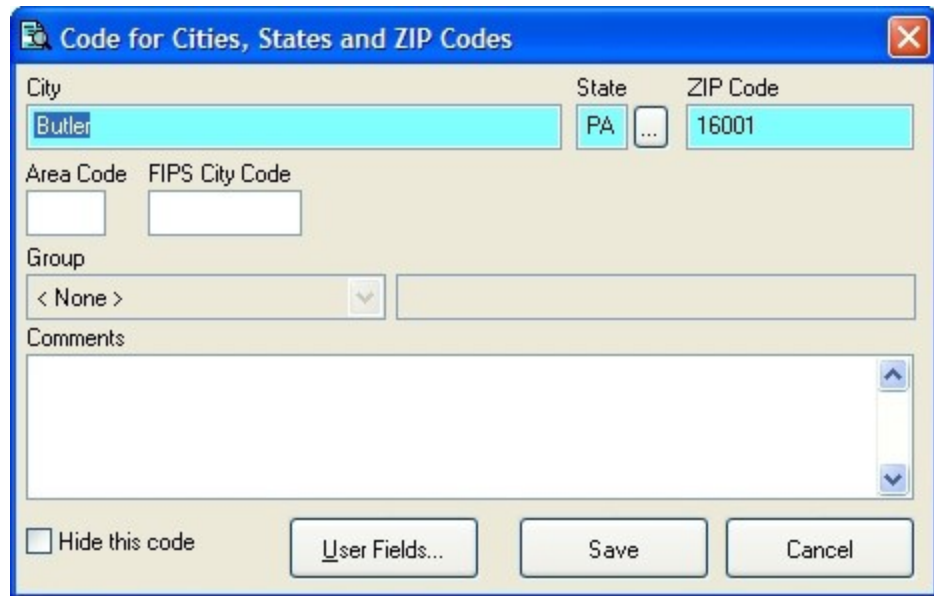 Code for Cities, States and ZIP Codes
City State ZIP Code
Butler PA ... 16001
Area Code FIPS City Code
Group
< None >
Comments
Hide this code User Fields... Save Cancel